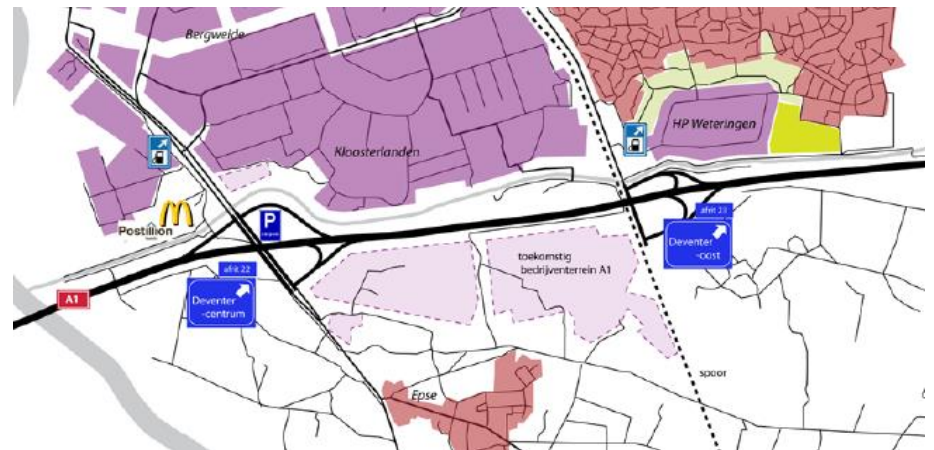 Bergweide
Kloosterlanden
HP Weteringen
Postillion
P
afrit 22
Deventer
-centrum
A1
toekomstig
bedrijventerrein A1
afrit 23
Deventer
-oost
spoor
Epse